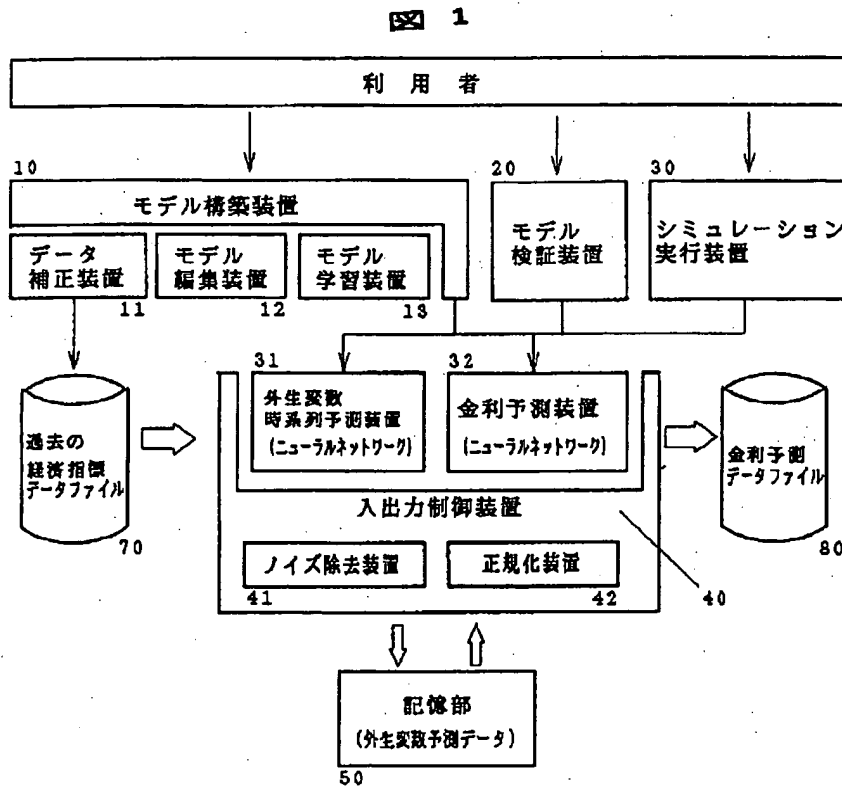 図 1
利 用 者
10
モデル構築装置
20
モデル
検証装置
30
シミュレーション
実行装置
データ
補正装置
11
モデル
編集装置
12
モデル
学習装置
13
31
外生変数
時系列予測装置
(ニューラルネットワーク)
32
金利予測装置
(ニューラルネットワーク)
過去の
経済指標
データファイル
70
金利予測
データファイル
80
入出力制御装置
ノイズ除去装置
41
正規化装置
42
40
記憶部
(外生変数予測データ)
50